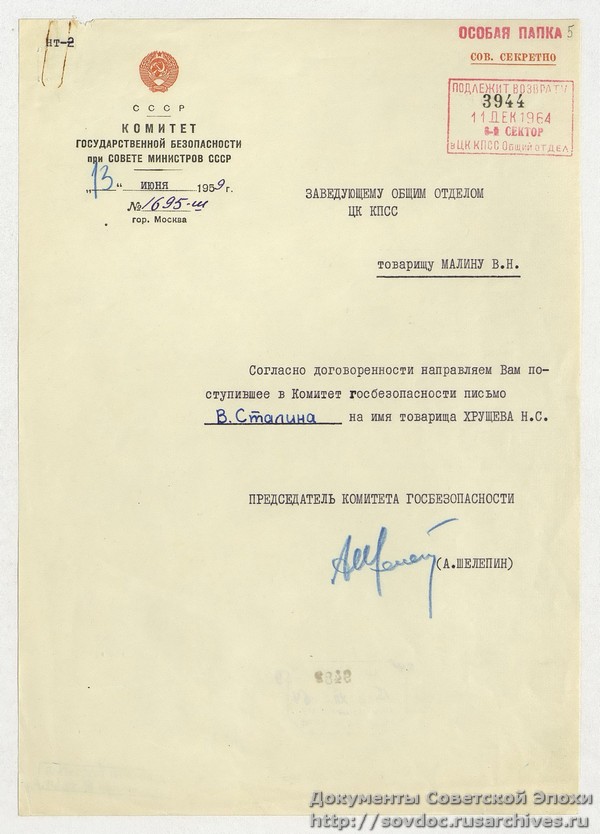 нт-2
ОСОБАЯ ПАПКА 5
СОВ. СЕКРЕТНО
ПОДЛЕЖИТ ВОЗВРАТУ
3944
11 ДЕК 1964
6-й СЕКТОР
в ЦК КПСС Общий отдел
СССР
КОМИТЕТ
ГОСУДАРСТВЕННОЙ БЕЗОПАСНОСТИ
при СОВЕТЕ МИНИСТРОВ СССР
„13“ июня 1959 г.
№ 1695-ш
гор. Москва
ЗАВЕДУЮЩЕМУ ОБЩИМ ОТДЕЛОМ
ЦК КПСС
товарищу МАЛИНУ В.Н.
Согласно договоренности направляем Вам по-
ступившее в Комитет госбезопасности письмо
В. Сталина на имя товарища ХРУЩЕВА Н.С.
ПРЕДСЕДАТЕЛЬ КОМИТЕТА ГОСБЕЗОПАСНОСТИ
(А.ШЕЛЕПИН)
Документы Советской Эпохи
http://sovdoc.rusarchives.ru